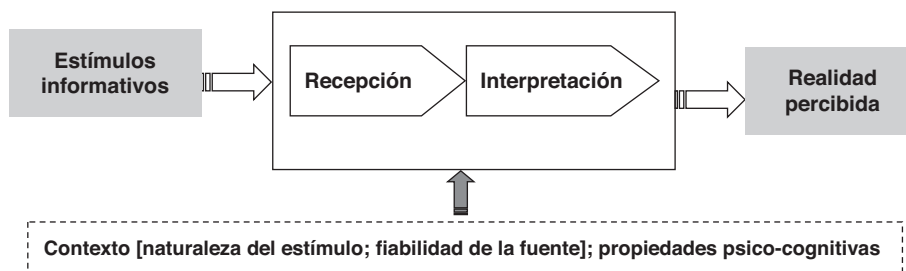 Estímulos
informativos
Recepción
Interpretación
Realidad
percibida
Contexto [naturaleza del estímulo; fiabilidad de la fuente]; propiedades psico-cognitivas